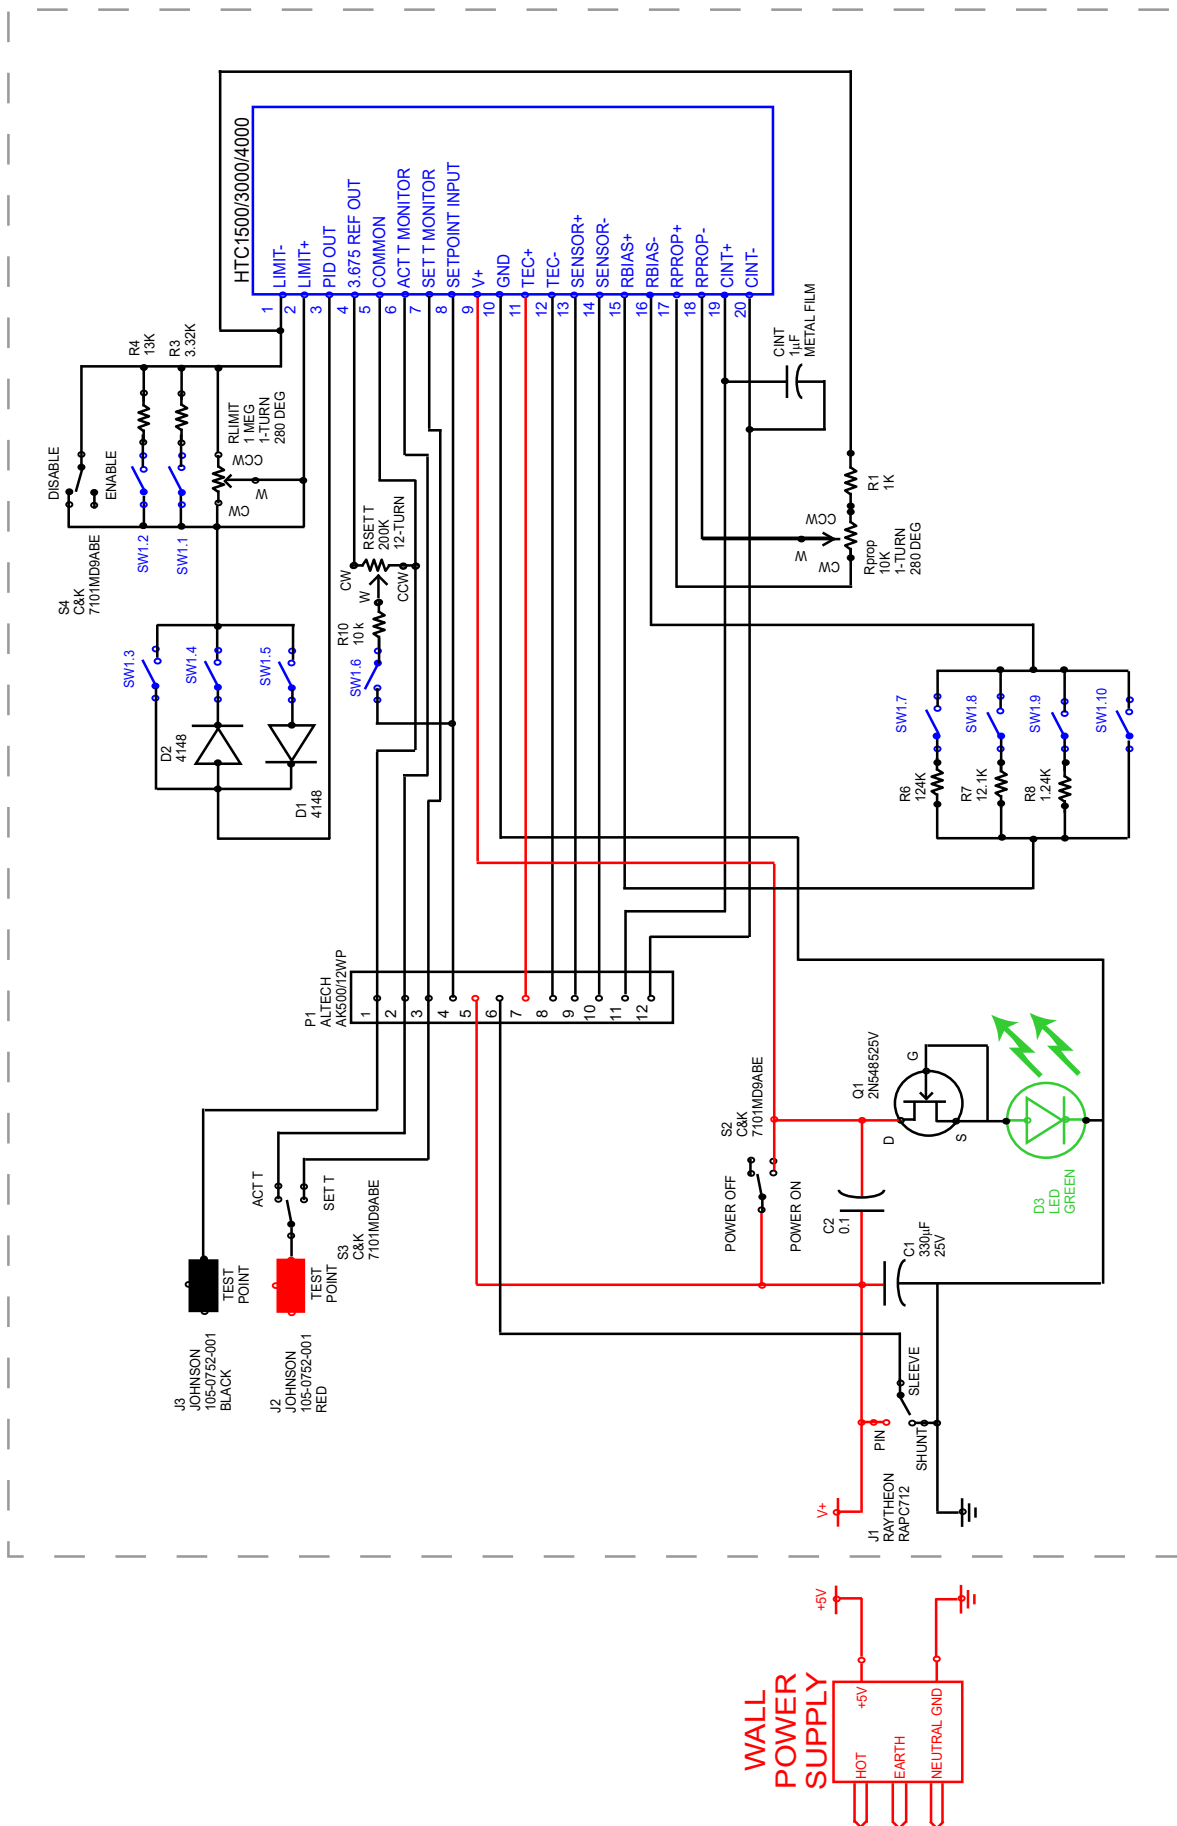 HTC1500/3000/4000
LIMIT-
LIMIT+
PID OUT
3.675 REF OUT
COMMON
ACT T MONITOR
SET T MONITOR
SETPOINT INPUT
V+
GND
TEC+
TEC-
SENSOR+
SENSOR-
RBIAS+
RBIAS-
RPROP+
RPROP-
CINT+
CINT-
1
2
3
4
5
6
7
8
9
10
11
12
13
14
15
16
17
18
19
20
R4
13K
R3
3.32K
RLIMIT
1 MEG
1-TURN
280 DEG
CCW
W
CW
DISABLE
ENABLE
S4
C&K
7101MD9ABE
SW1.2
SW1.1
CINT
1µF
METAL FILM
R1
1K
CCW
W
CW
Rprop
10K
1-TURN
280 DEG
RSET T
200K
12-TURN
CW
W
CCW
R10
10 k
SW1.6
SW1.3
SW1.4
SW1.5
D2
4148
D1
4148
SW1.7
SW1.8
SW1.9
SW1.10
R6
124K
R7
12.1K
R8
1.24K
P1
ALTECH
AK500/12WP
1
2
3
4
5
6
7
8
9
10
11
12
Q1
2N548525V
G
D
S
D3
LED
GREEN
S2
C&K
7101MD9ABE
POWER OFF
POWER ON
C2
0.1
C1
330µF
25V
ACT T
SET T
S3
C&K
7101MD9ABE
TEST
POINT
TEST
POINT
J3
JOHNSON
105-0752-001
BLACK
J2
JOHNSON
105-0752-001
RED
SLEEVE
PIN
SHUNT
V+
J1
RAYTHEON
RAPC712
+5V
WALL
POWER
SUPPLY
+5V
HOT
EARTH
NEUTRAL GND